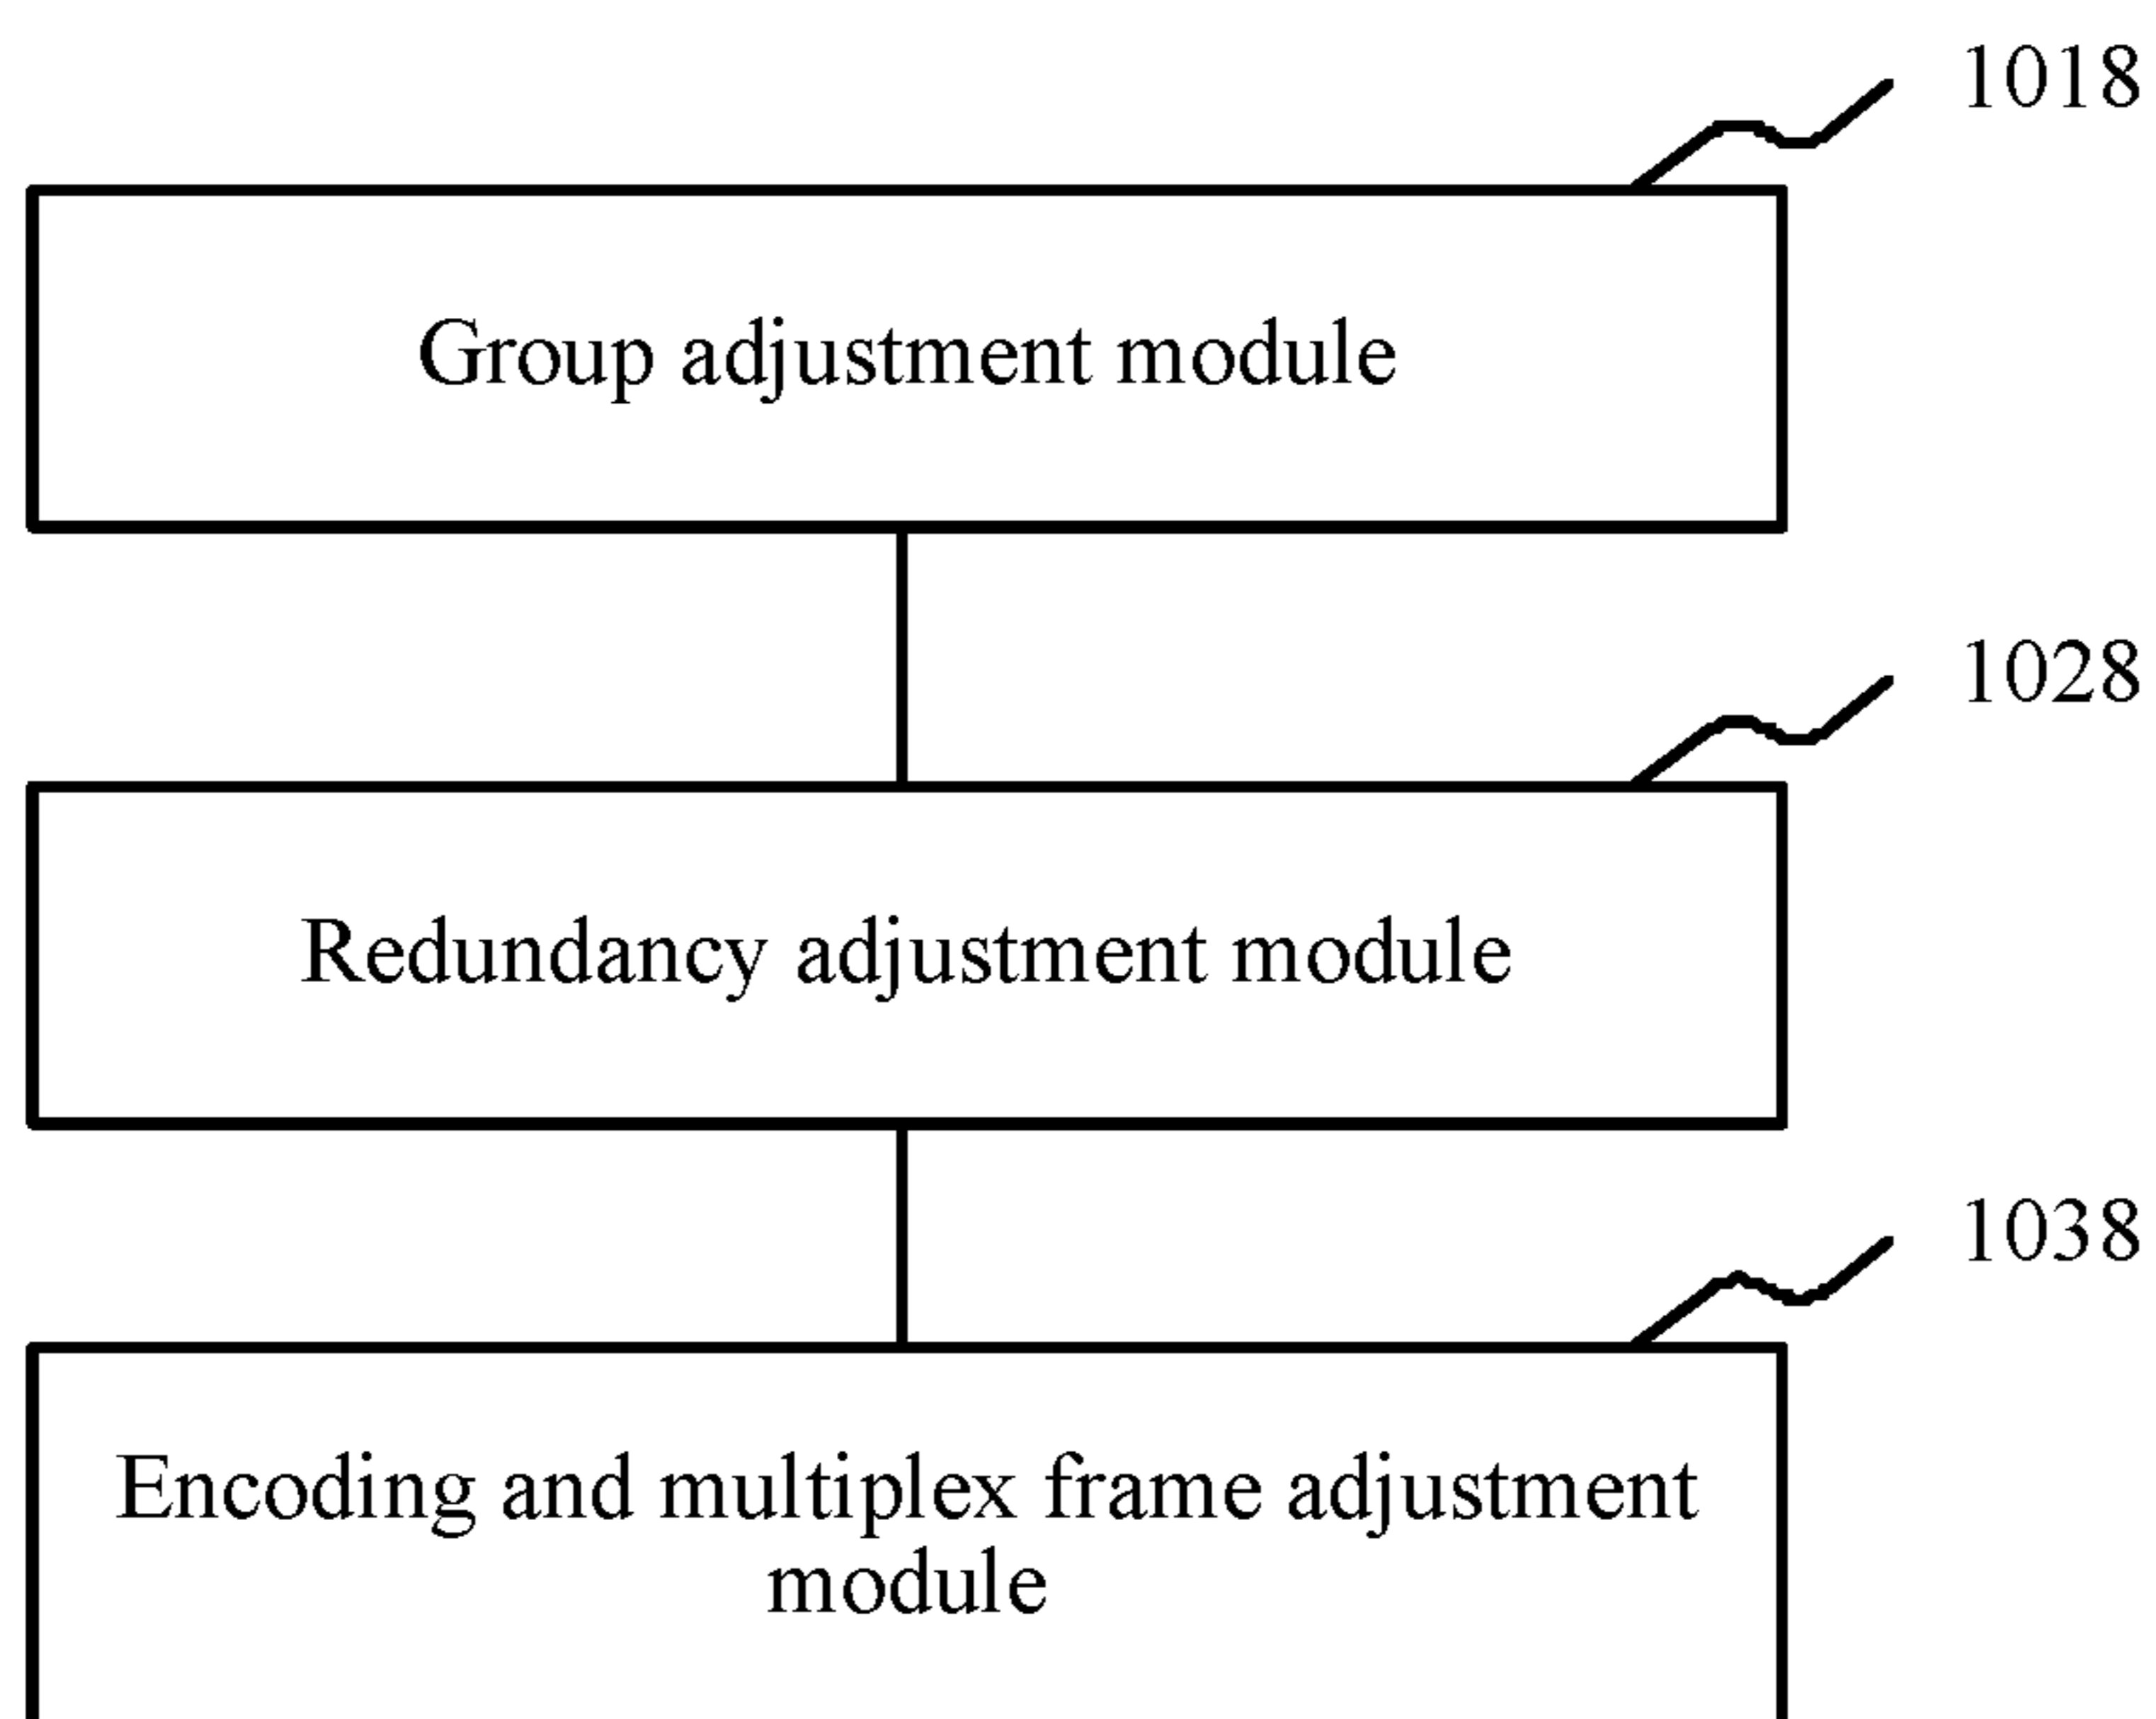 1018
Group adjustment module
1028
Redundancy adjustment module
1038
Encoding and multiplex frame adjustment
module